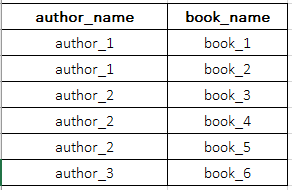 author_name book_name
author_1 book_1
author_1 book_2
author_2 book_3
author_2 book_4
author_2 book_5
author_3 book_6